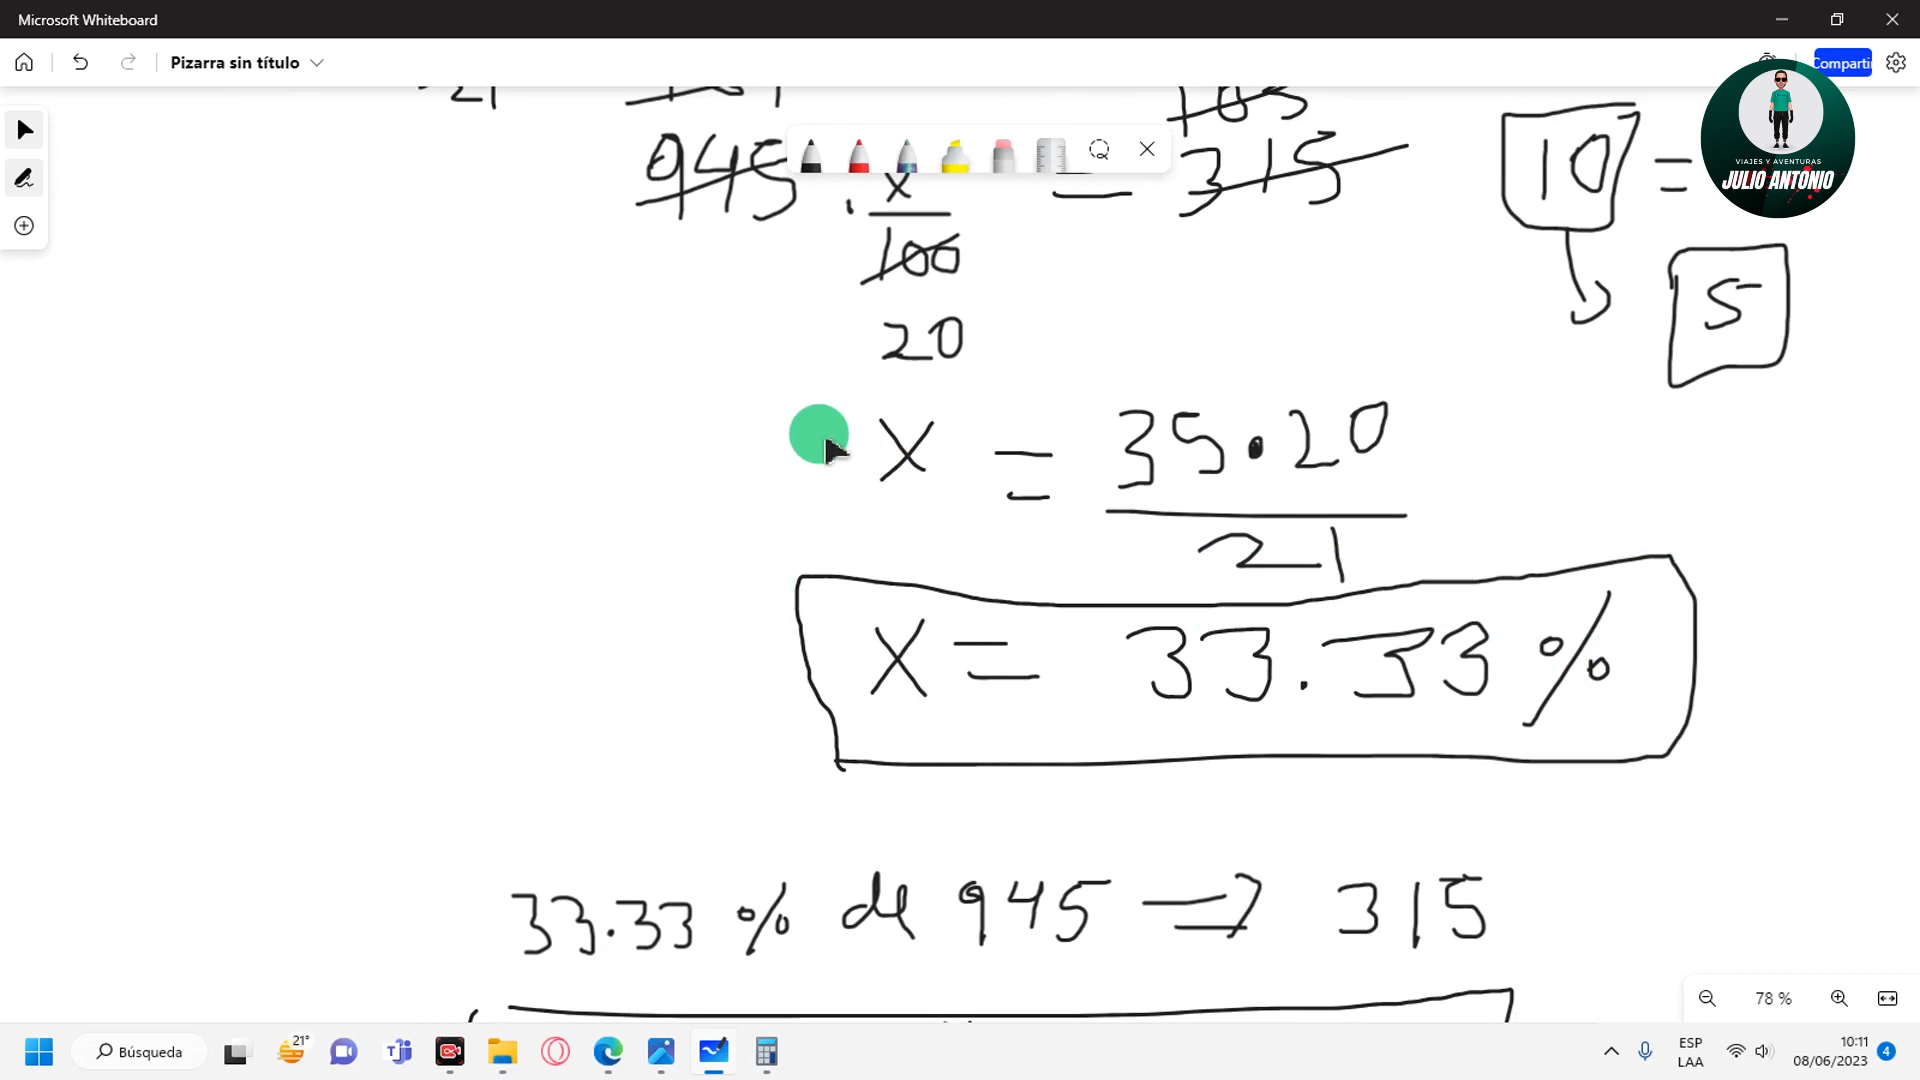 Microsoft Whiteboard
Pizarra sin título
Comparti
VIAJES Y AVENTURAS
JULIO ANTONIO
945 · x = 315
100
20
10 =
5
X = 35·20
21
X = 33.33 %
33.33 % de 945 => 315
78 %
Búsqueda
21°
ESP
LAA
10:11
08/06/2023
4